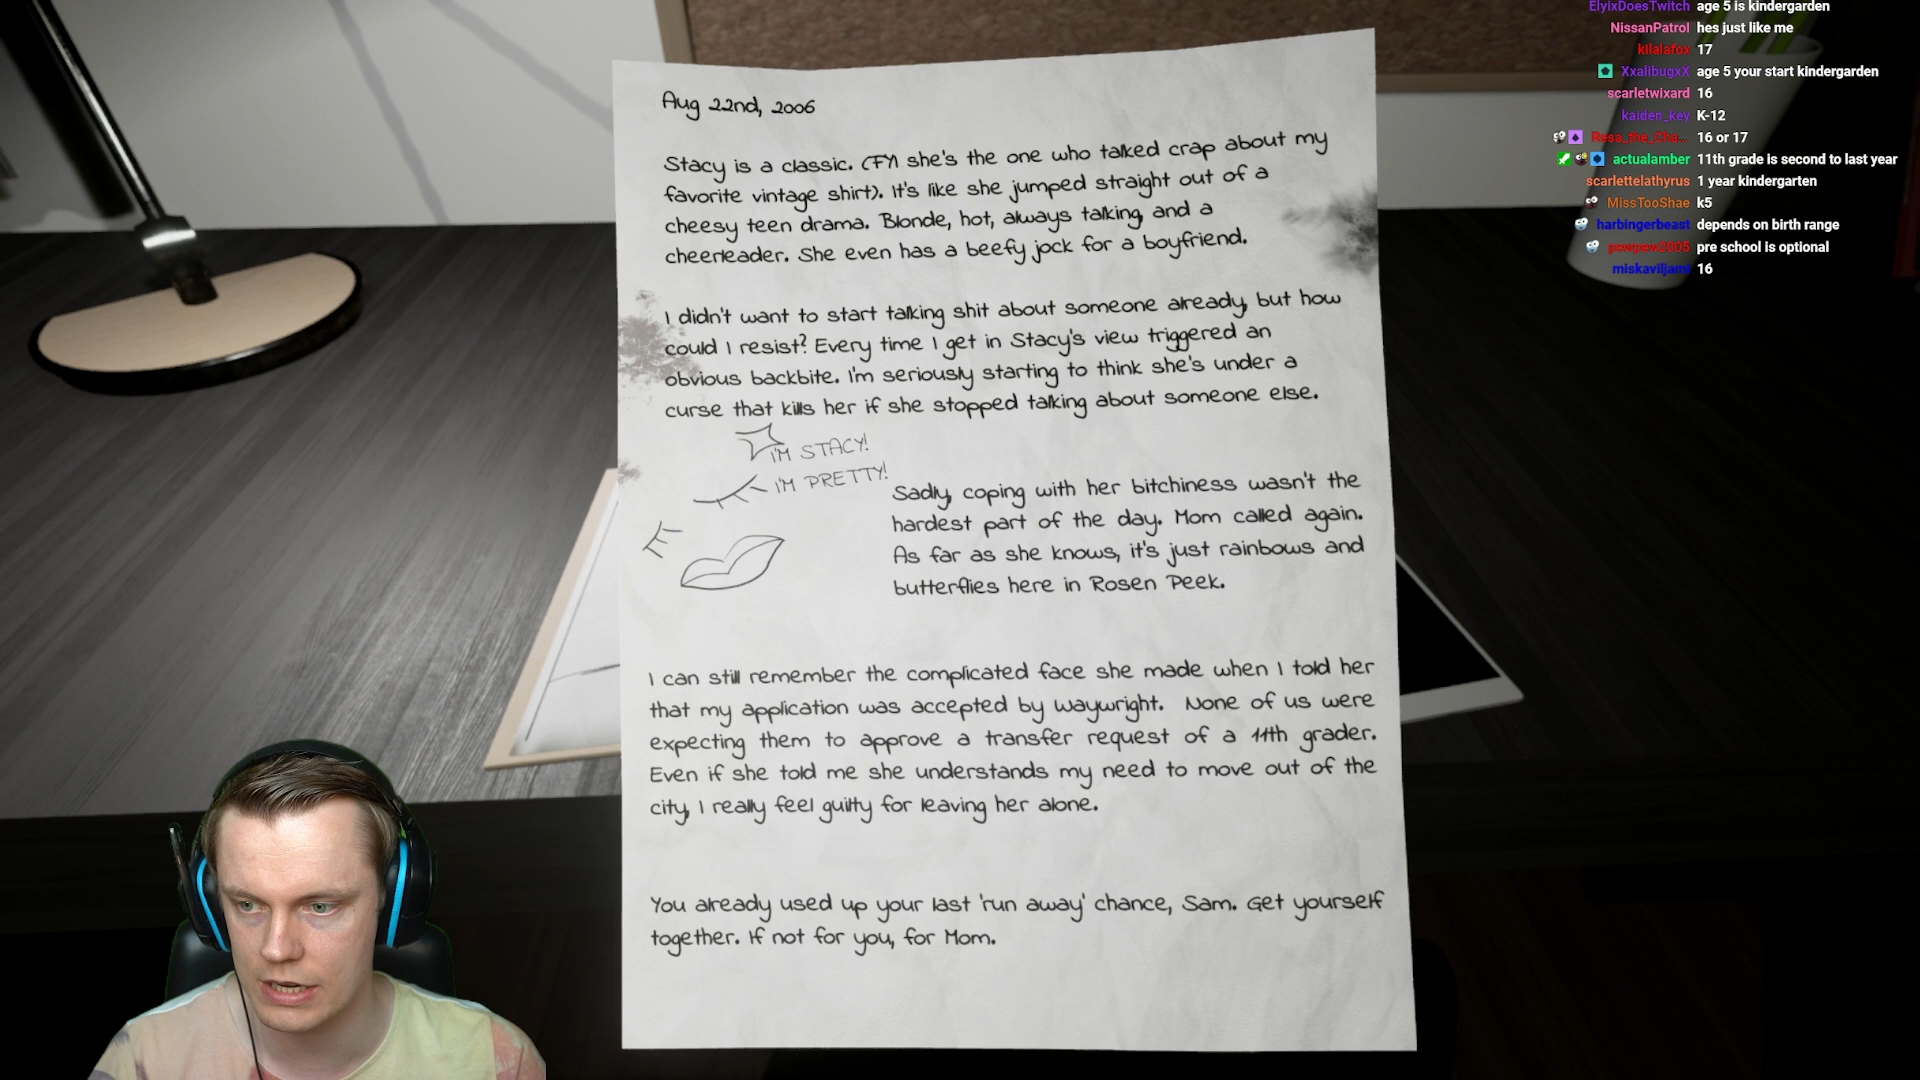 Aug 22nd, 2006
Stacy is a classic. (FYI she's the one who talked crap about my
favorite vintage shirt). It's like she jumped straight out of a
cheesy teen drama. Blonde, hot, always talking, and a
cheerleader. She even has a beefy jock for a boyfriend.
I didn't want to start talking shit about someone already, but how
could I resist? Every time I get in Stacy's view triggered an
obvious backbite. I'm seriously starting to think she's under a
curse that kills her if she stopped talking about someone else.
I'M STACY!
I'M PRETTY!
Sadly, coping with her bitchiness wasn't the
hardest part of the day. Mom called again.
As far as she knows, it's just rainbows and
butterflies here in Rosen Peek.
I can still remember the complicated face she made when I told her
that my application was accepted by Waywright. None of us were
expecting them to approve a transfer request of a 11th grader.
Even if she told me she understands my need to move out of the
city, I really feel guilty for leaving her alone.
You already used up your last 'run away' chance, Sam. Get yourself
together. If not for you, for Mom.
ElyixDoesTwitch age 5 is kindergarden
NissanPatrol hes just like me
kilalafox 17
XxalibugxX age 5 your start kindergarden
scarletwixard 16
kaiden_key K-12
Resa_the_Cha... 16 or 17
actualamber 11th grade is second to last year
scarlettelathyrus 1 year kindergarten
MissTooShae k5
harbingerbeast depends on birth range
pewpew2005 pre school is optional
miskaviljami 16